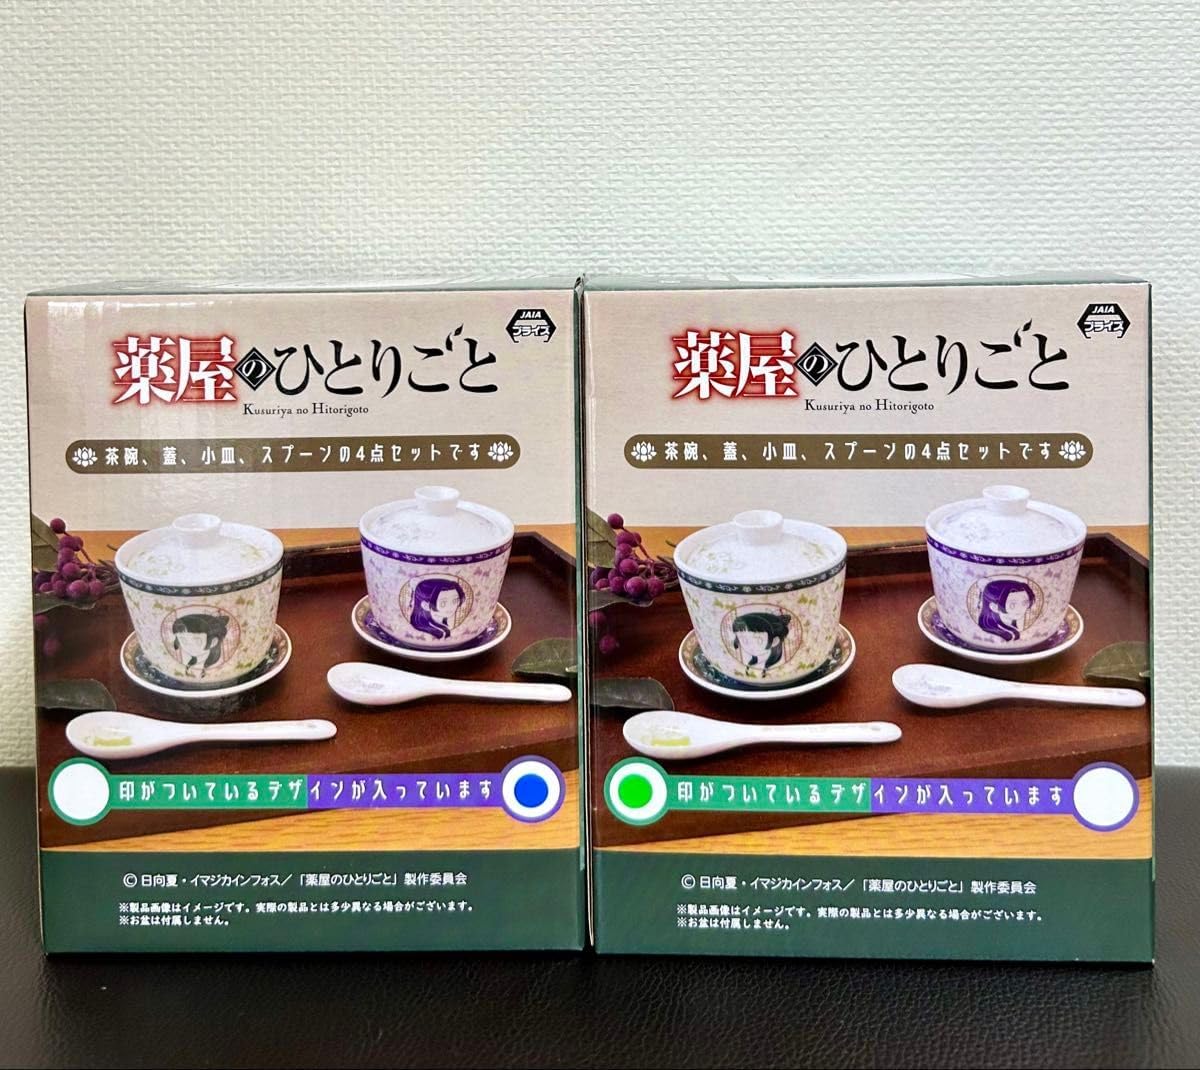 JAIA
プライズ
薬屋のひとりごと
Kusuriya no Hitorigoto
茶碗、蓋、小皿、スプーンの4点セットです
印がついているデザインが入っています
© 日向夏・イマジカインフォス/「薬屋のひとりごと」製作委員会
※製品画像はイメージです。実際の製品とは多少異なる場合がございます。
※お盆は付属しません。
JAIA
プライズ
薬屋のひとりごと
Kusuriya no Hitorigoto
茶碗、蓋、小皿、スプーンの4点セットです
印がついているデザインが入っています
© 日向夏・イマジカインフォス/「薬屋のひとりごと」製作委員会
※製品画像はイメージです。実際の製品とは多少異なる場合がございます。
※お盆は付属しません。